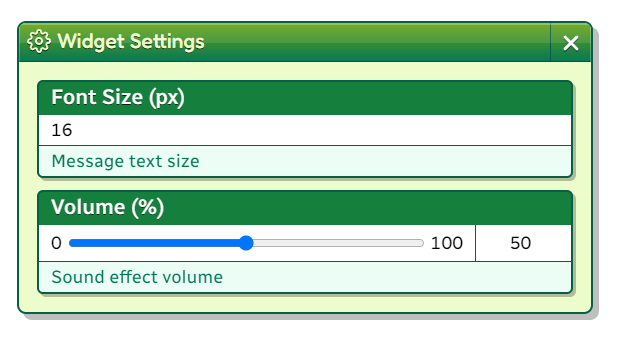 Widget Settings
Font Size (px)
16
Message text size
Volume (%)
0 100 50
Sound effect volume